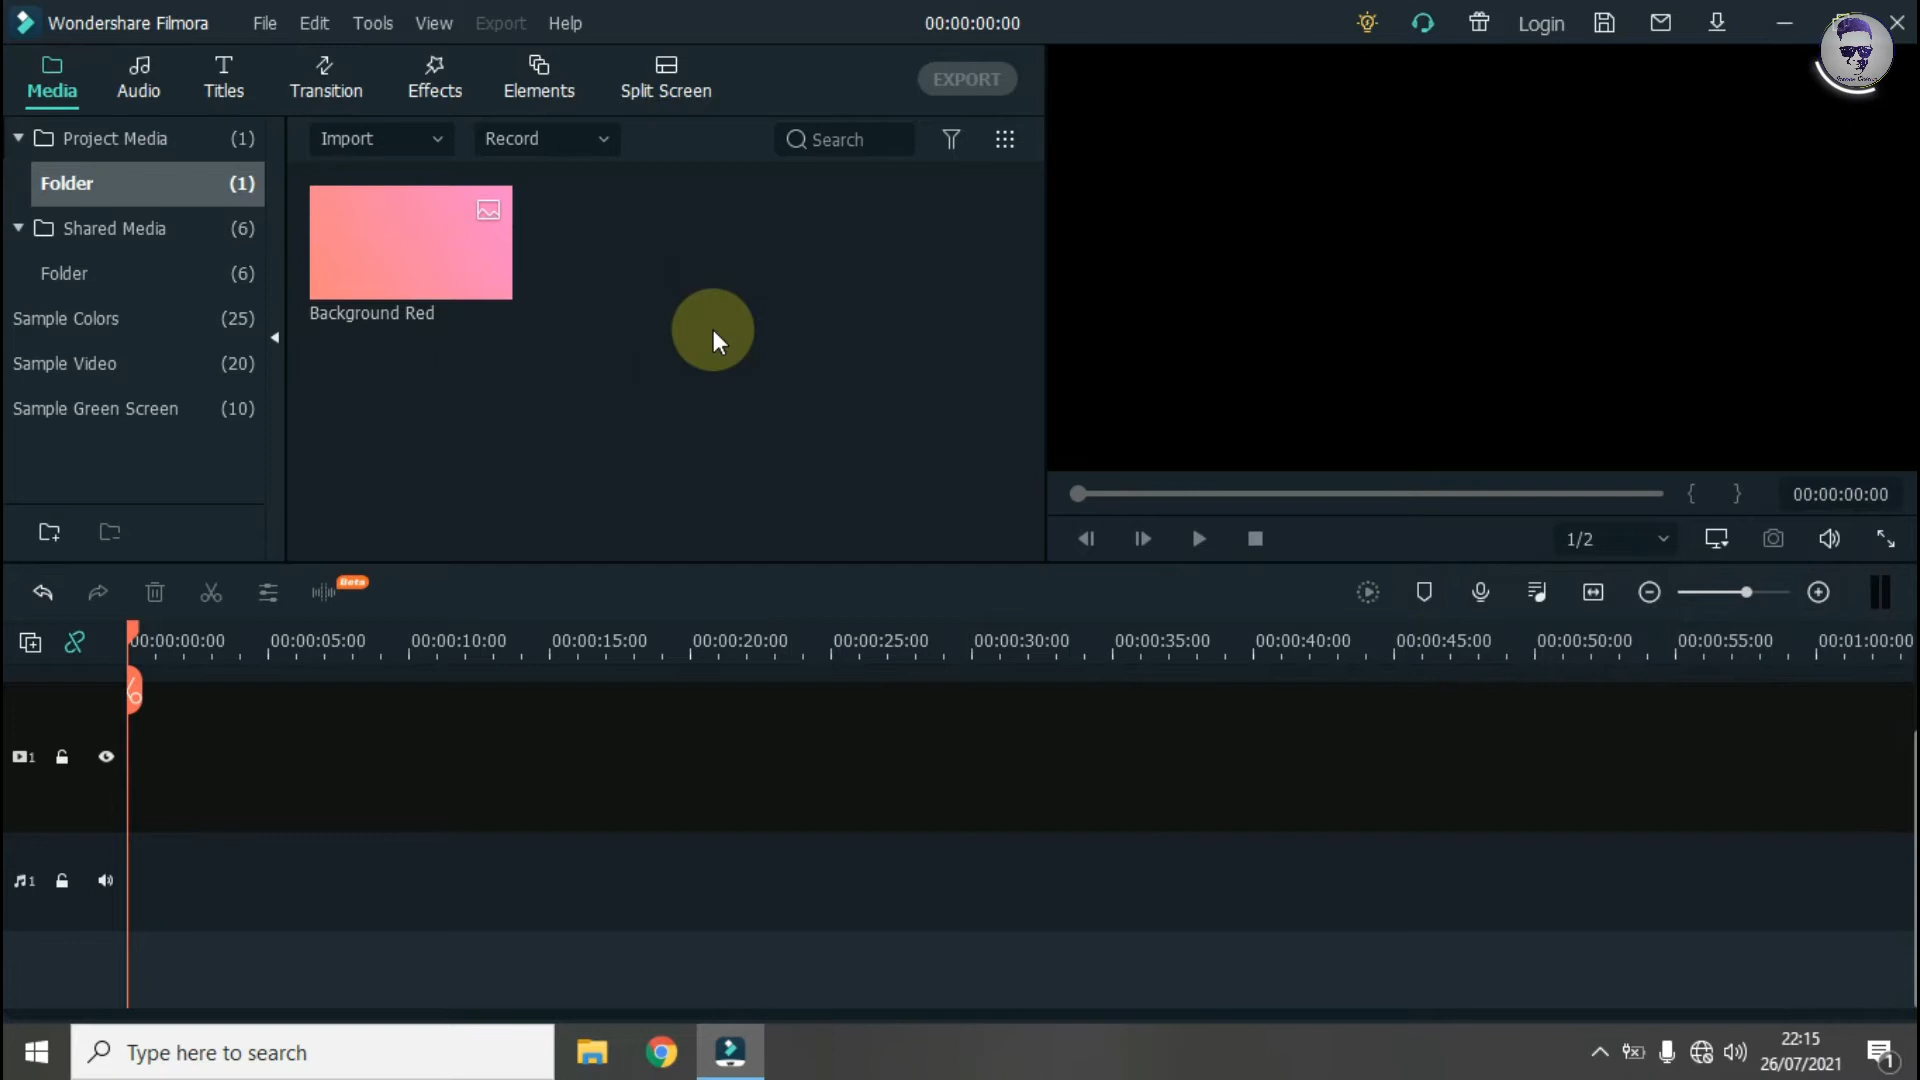 Wondershare Filmora File Edit Tools View Export Help 00:00:00:00 Login
Media Audio Titles Transition Effects Elements Split Screen EXPORT
Project Media (1) Import Record Search
Folder (1)
Shared Media (6)
Folder (6)
Sample Colors (25)
Sample Video (20)
Sample Green Screen (10)
Background Red
{ } 00:00:00:00
1/2
Beta
00:00:00:00 00:00:05:00 00:00:10:00 00:00:15:00 00:00:20:00 00:00:25:00 00:00:30:00 00:00:35:00 00:00:40:00 00:00:45:00 00:00:50:00 00:00:55:00 00:01:00:00
1
1
Type here to search
22:15
26/07/2021
1